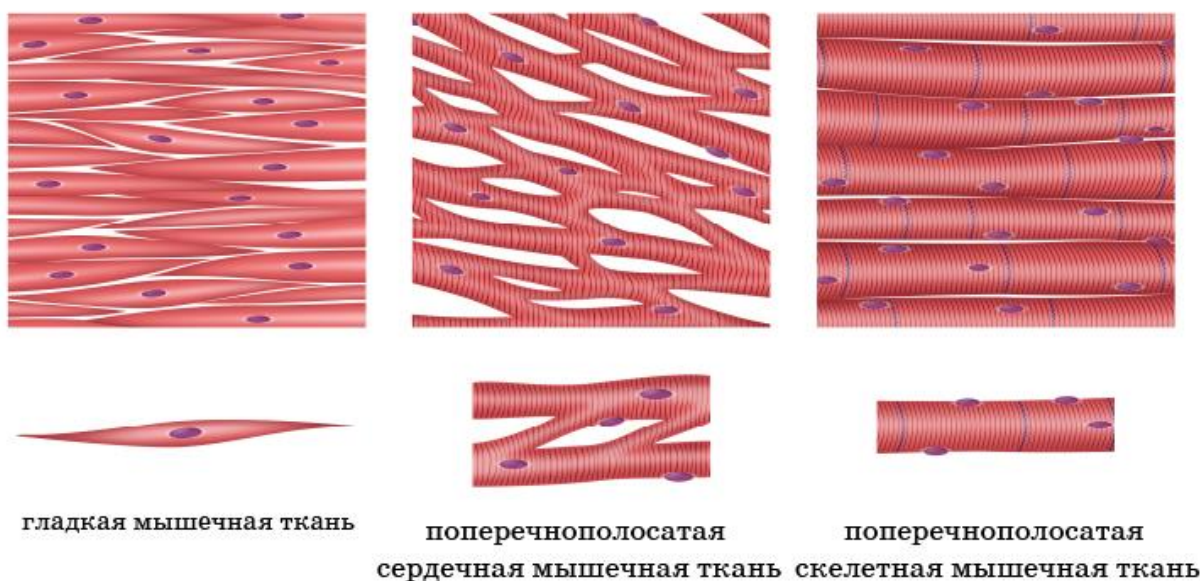 гладкая мышечная ткань
поперечнополосатая
сердечная мышечная ткань
поперечнополосатая
скелетная мышечная ткань